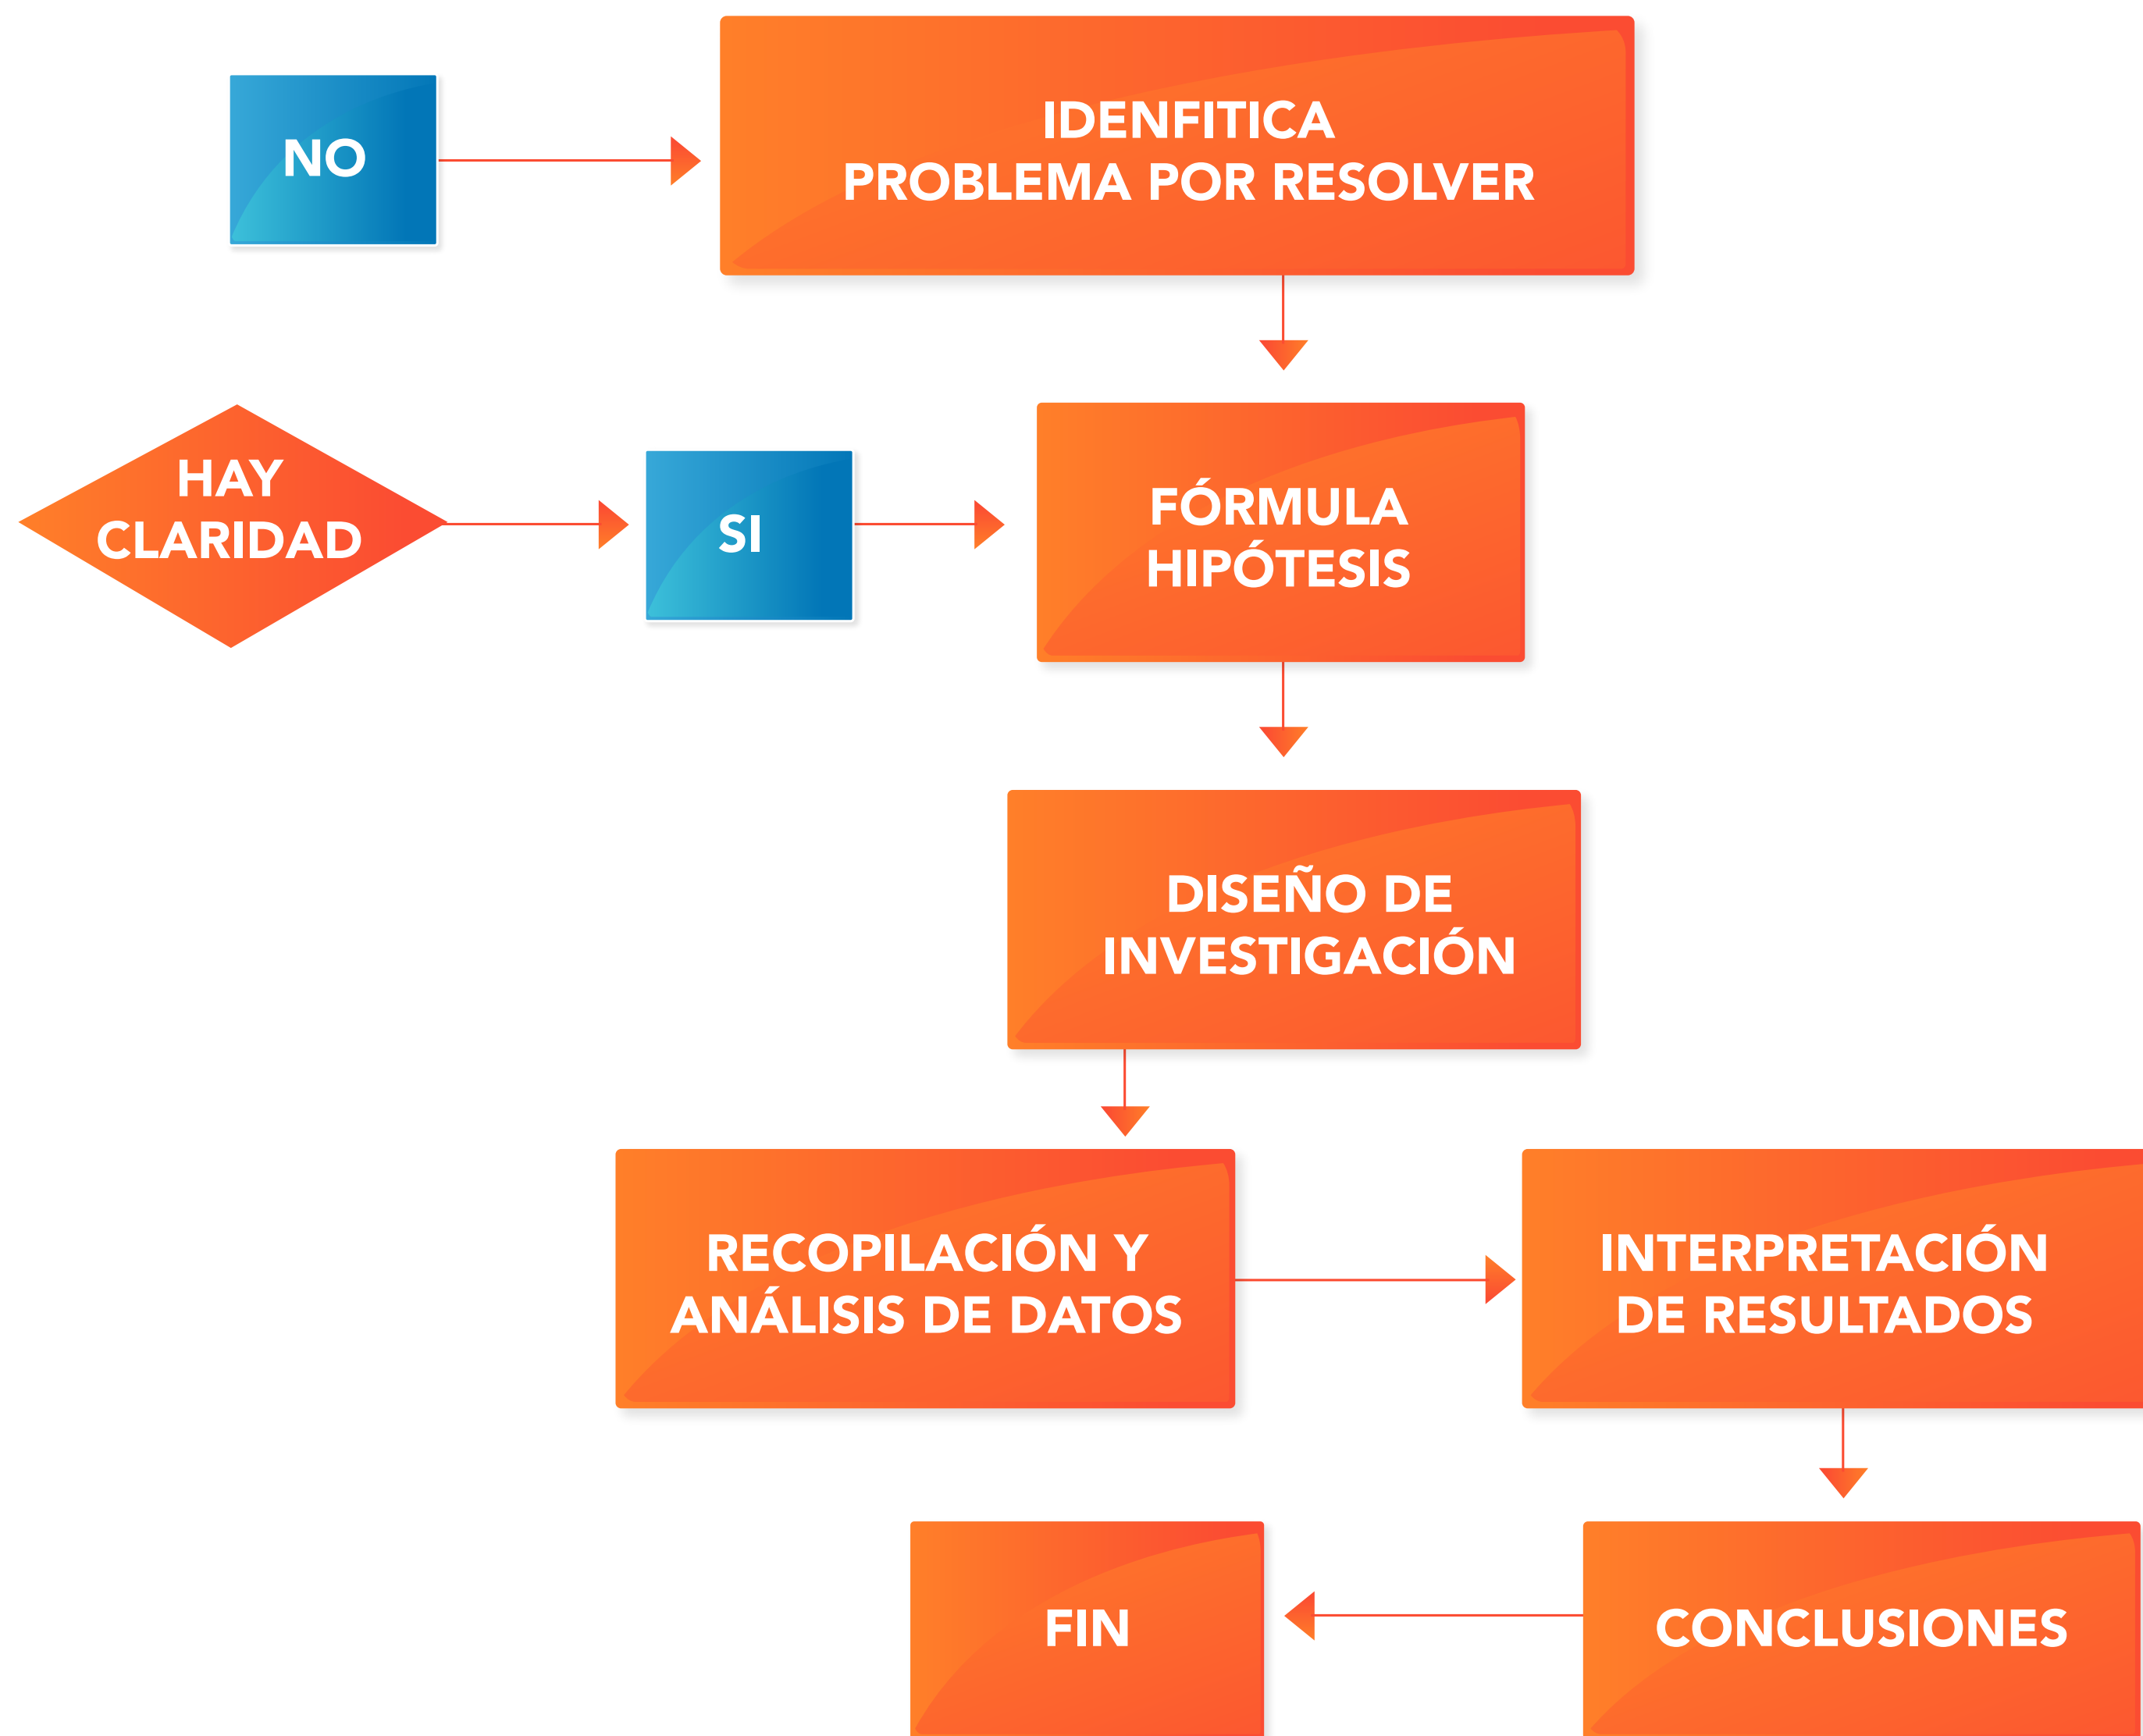 NO
IDENFITICA
PROBLEMA POR RESOLVER
HAY
CLARIDAD
SI
FÓRMULA
HIPÓTESIS
DISEÑO DE
INVESTIGACIÓN
RECOPILACIÓN Y
ANÁLISIS DE DATOS
INTERPRETACIÓN
DE RESULTADOS
FIN
CONCLUSIONES